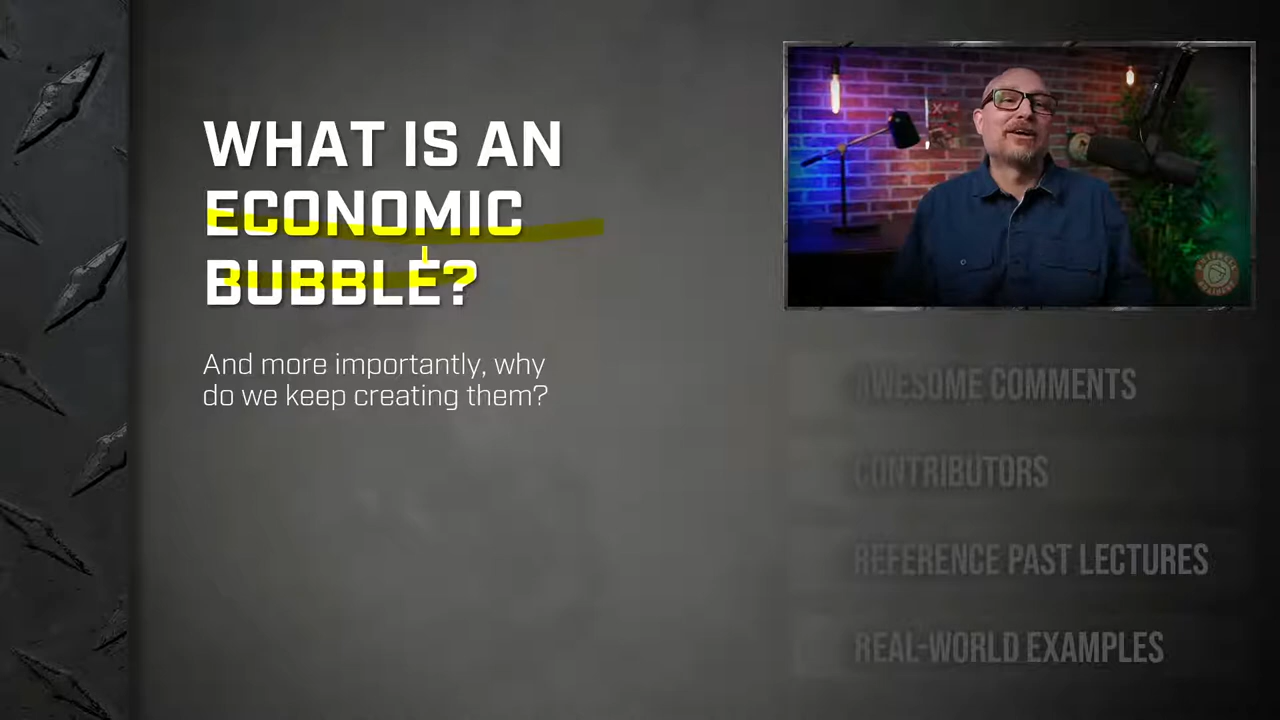 WHAT IS AN
ECONOMIC
BUBBLE?
And more importantly, why
do we keep creating them?
AWESOME COMMENTS
CONTRIBUTORS
REFERENCE PAST LECTURES
REAL-WORLD EXAMPLES